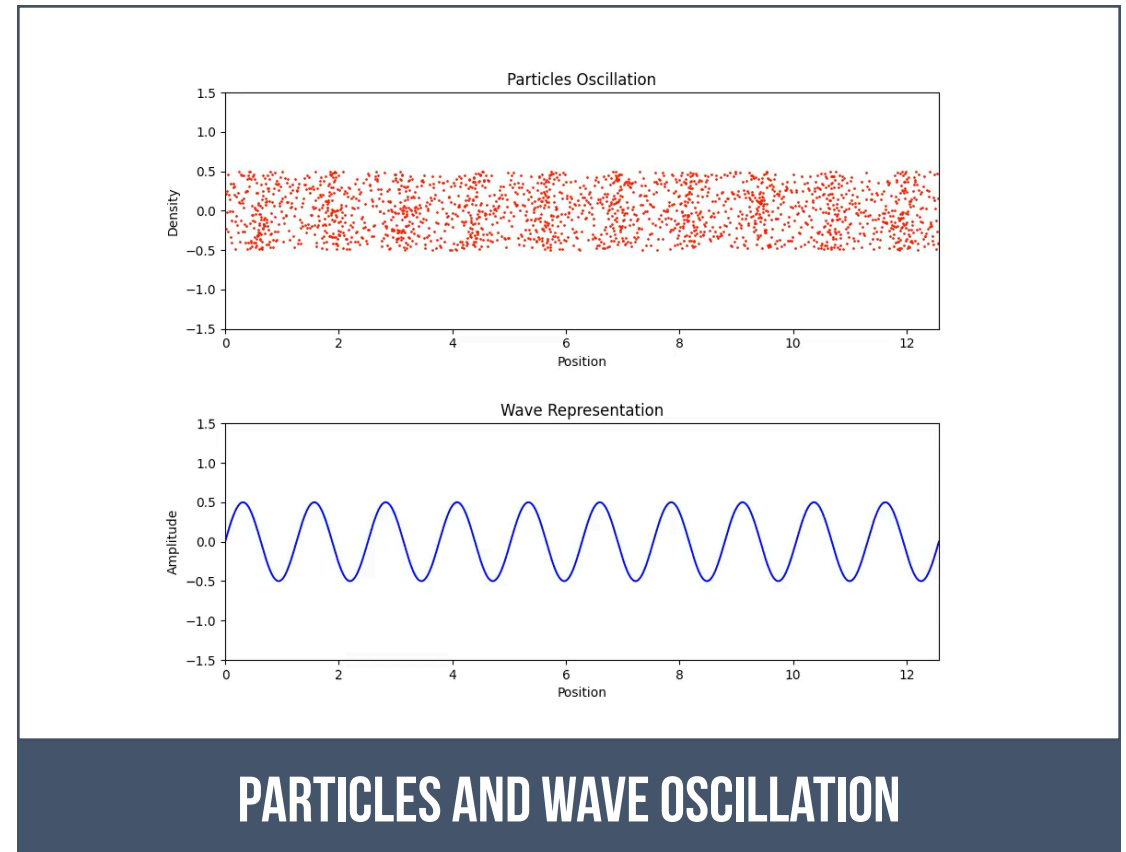 Particles Oscillation
1.5
1.0
0.5
0.0
−0.5
−1.0
−1.5
Density
0 2 4 6 8 10 12
Position
Wave Representation
1.5
1.0
0.5
0.0
−0.5
−1.0
−1.5
Amplitude
0 2 4 6 8 10 12
Position
PARTICLES AND WAVE OSCILLATION